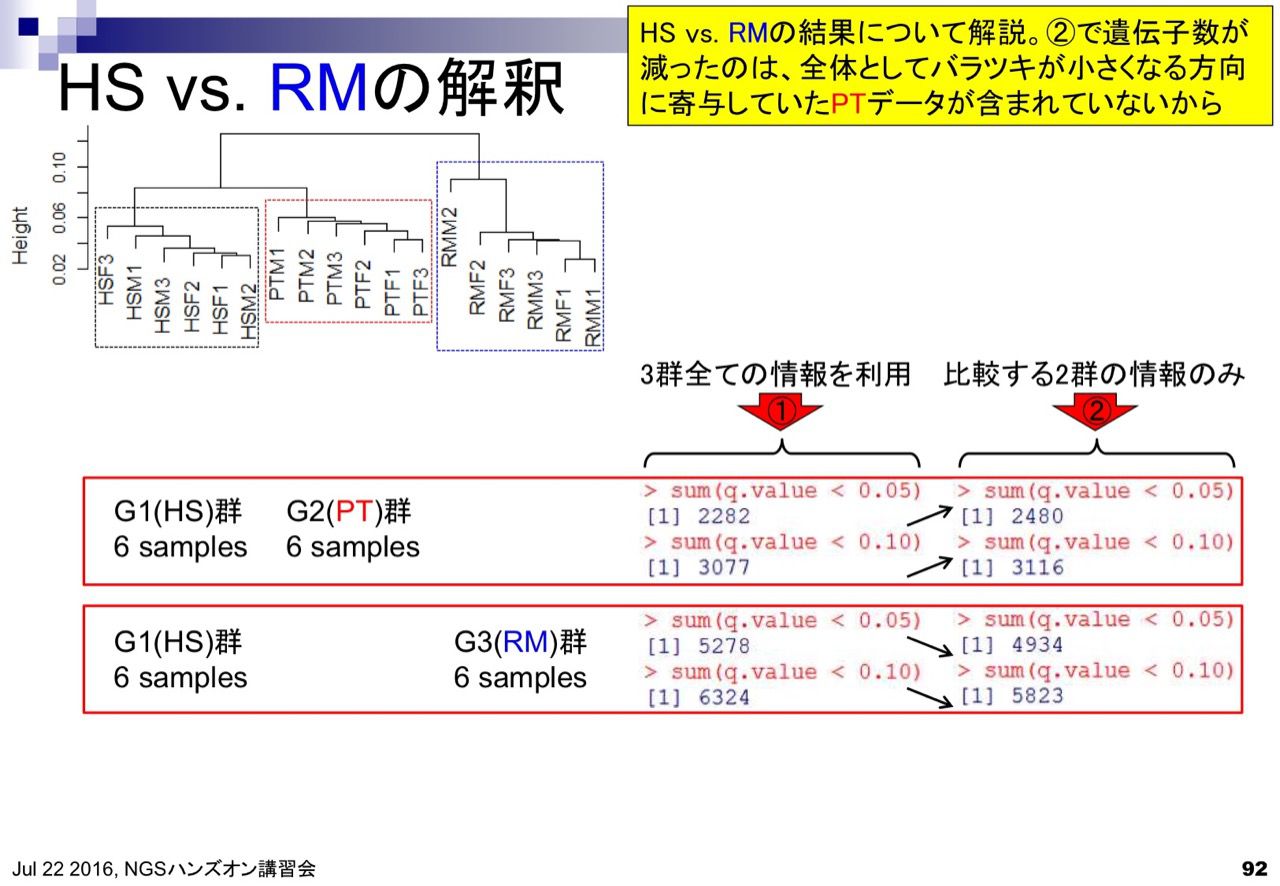 HS vs. RMの結果について解説。②で遺伝子数が
減ったのは、全体としてバラツキが小さくなる方向
に寄与していたPTデータが含まれていないから
HS vs. RMの解釈
Height
0.02 0.06 0.10
HSF3
HSM1
HSM3
HSF2
HSF1
HSM2
PTM1
PTM2
PTM3
PTF2
PTF1
PTF3
RMM2
RMF2
RMF3
RMM3
RMF1
RMM1
3群全ての情報を利用 比較する2群の情報のみ
① ②
G1(HS)群 G2(PT)群
6 samples 6 samples
> sum(q.value < 0.05)
[1] 2282
> sum(q.value < 0.10)
[1] 3077
> sum(q.value < 0.05)
[1] 2480
> sum(q.value < 0.10)
[1] 3116
G1(HS)群 G3(RM)群
6 samples 6 samples
> sum(q.value < 0.05)
[1] 5278
> sum(q.value < 0.10)
[1] 6324
> sum(q.value < 0.05)
[1] 4934
> sum(q.value < 0.10)
[1] 5823
Jul 22 2016, NGSハンズオン講習会
92